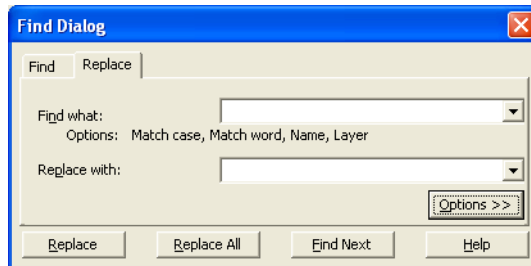 Find Dialog
Find Replace
Find what:
Options: Match case, Match word, Name, Layer
Replace with:
Options >>
Replace Replace All Find Next Help